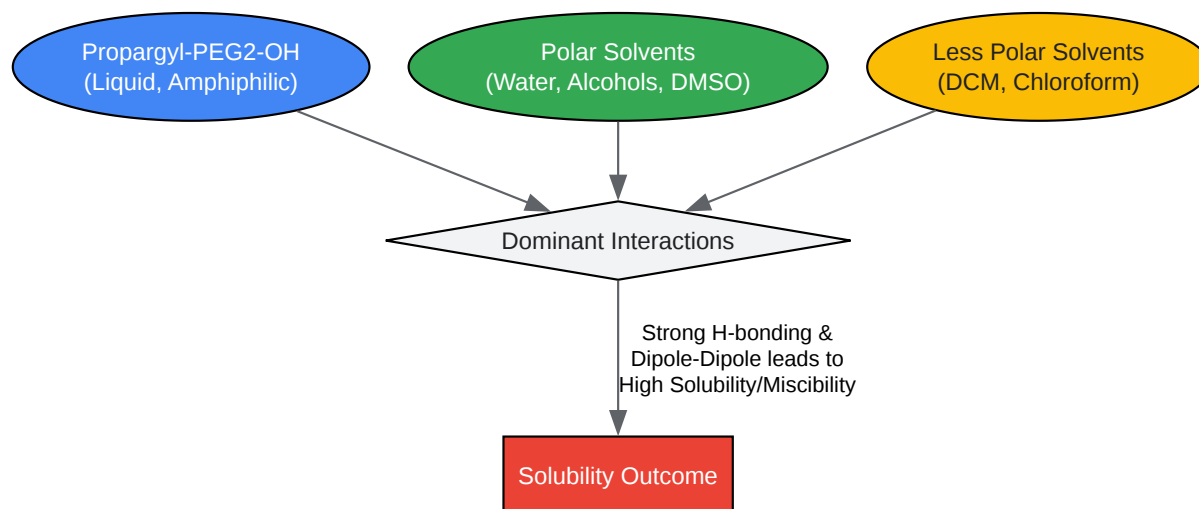 Propargyl-PEG2-OH
(Liquid, Amphiphilic)
Polar Solvents
(Water, Alcohols, DMSO)
Less Polar Solvents
(DCM, Chloroform)
Dominant Interactions
Strong H-bonding &
Dipole-Dipole leads to
High Solubility/Miscibility
Solubility Outcome